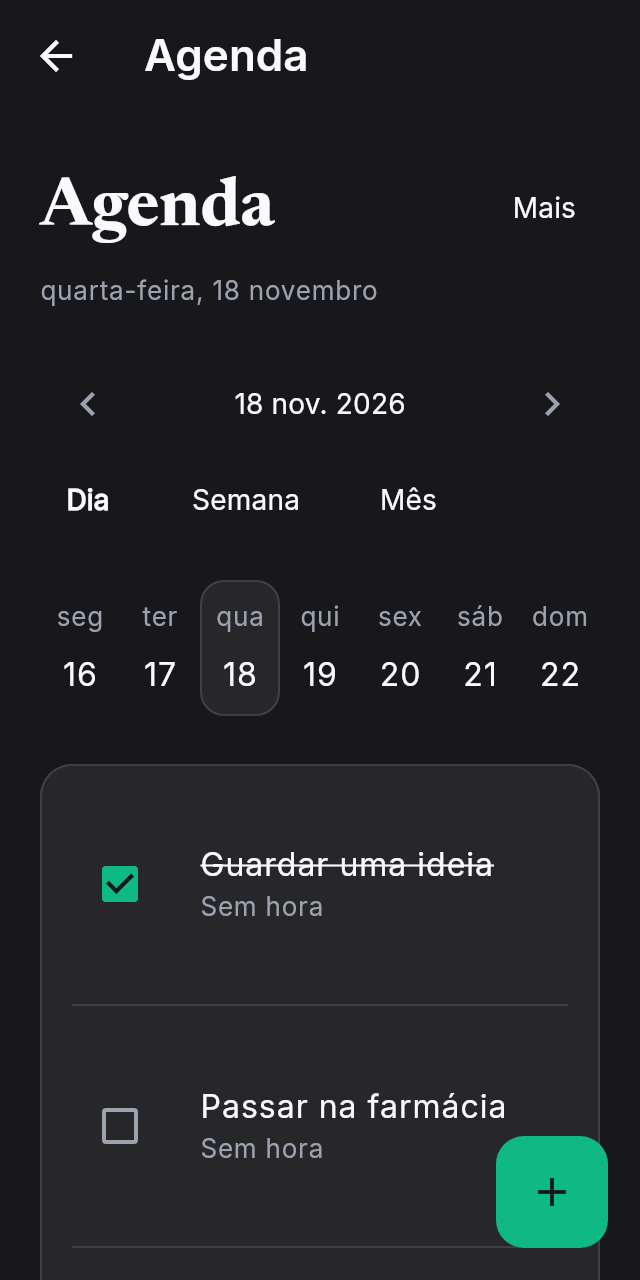 Agenda
Agenda
Mais
quarta-feira, 18 novembro
18 nov. 2026
Dia Semana Mês
seg ter qua qui sex sáb dom
16 17 18 19 20 21 22
Guardar uma ideia
Sem hora
Passar na farmácia
Sem hora